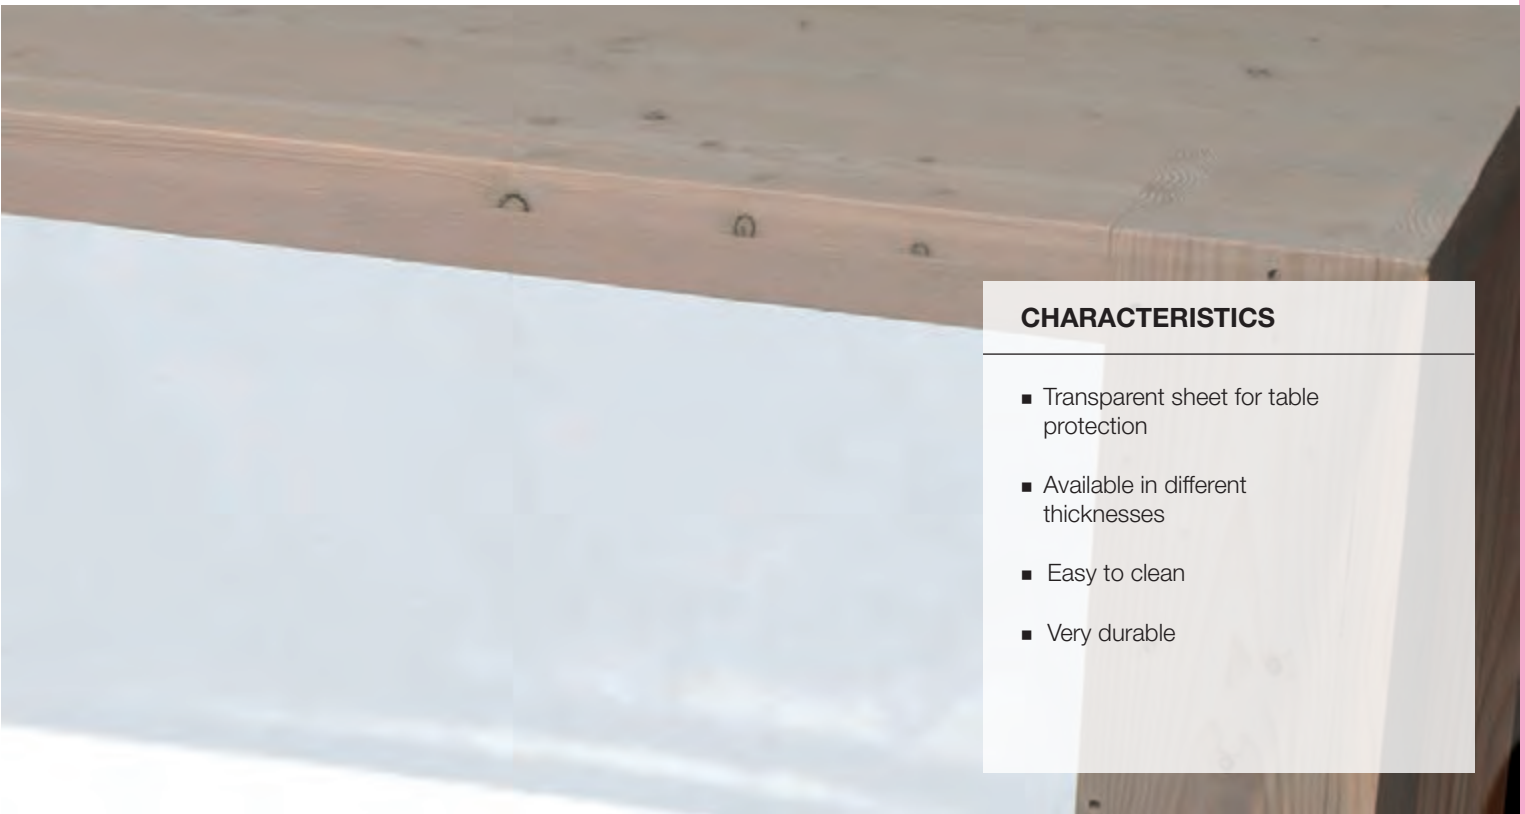 CHARACTERISTICS
■ Transparent sheet for table
protection
■ Available in different
thicknesses
■ Easy to clean
■ Very durable